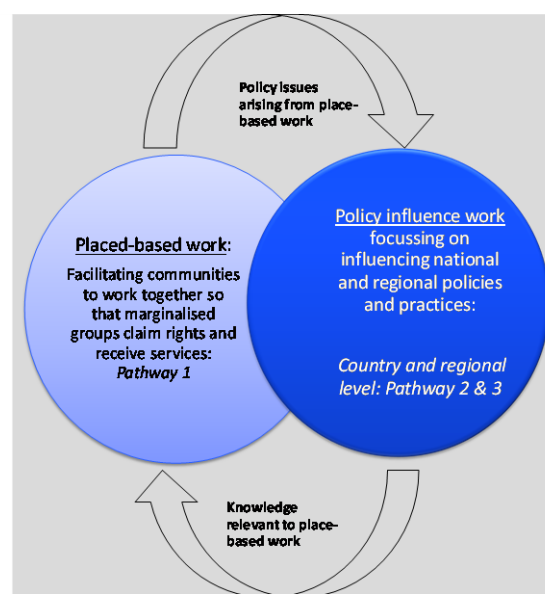 Policy issues
arising from place-
based work
Placed-based work:
Facilitating communities
to work together so
that marginalised
groups claim rights and
receive services:
Pathway 1
Policy influence work
focussing on
influencing national
and regional policies
and practices:
Country and regional
level: Pathway 2 & 3
Knowledge
relevant to place-
based work